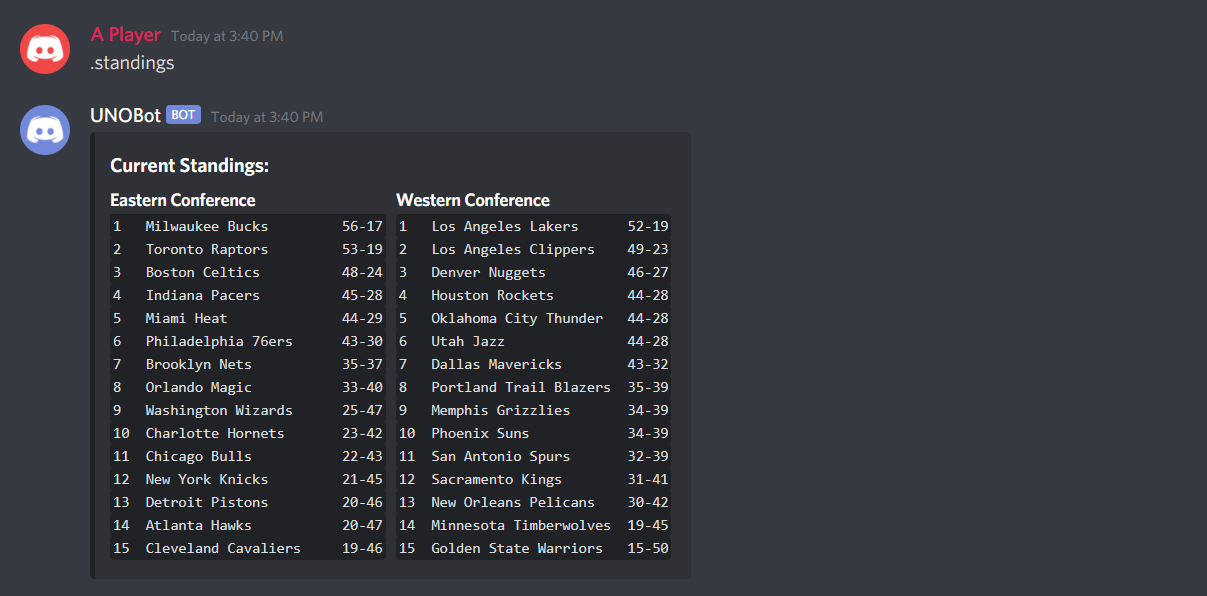 A Player Today at 3:40 PM
.standings
UNOBot BOT Today at 3:40 PM
Current Standings:
Eastern Conference Western Conference
1 Milwaukee Bucks 56-17 1 Los Angeles Lakers 52-19
2 Toronto Raptors 53-19 2 Los Angeles Clippers 49-23
3 Boston Celtics 48-24 3 Denver Nuggets 46-27
4 Indiana Pacers 45-28 4 Houston Rockets 44-28
5 Miami Heat 44-29 5 Oklahoma City Thunder 44-28
6 Philadelphia 76ers 43-30 6 Utah Jazz 44-28
7 Brooklyn Nets 35-37 7 Dallas Mavericks 43-32
8 Orlando Magic 33-40 8 Portland Trail Blazers 35-39
9 Washington Wizards 25-47 9 Memphis Grizzlies 34-39
10 Charlotte Hornets 23-42 10 Phoenix Suns 34-39
11 Chicago Bulls 22-43 11 San Antonio Spurs 32-39
12 New York Knicks 21-45 12 Sacramento Kings 31-41
13 Detroit Pistons 20-46 13 New Orleans Pelicans 30-42
14 Atlanta Hawks 20-47 14 Minnesota Timberwolves 19-45
15 Cleveland Cavaliers 19-46 15 Golden State Warriors 15-50